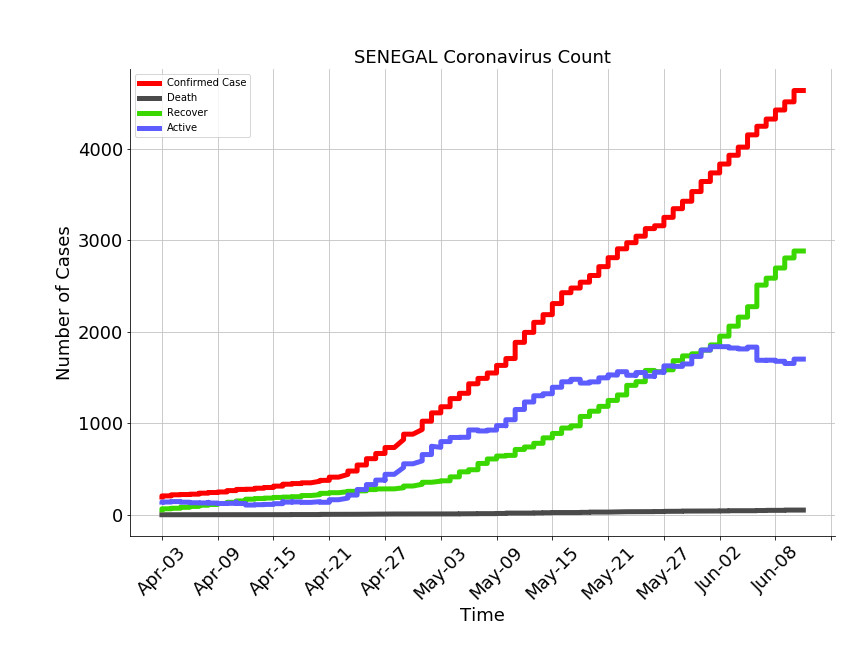 SENEGAL Coronavirus Count
Confirmed Case
Death
Recover
Active
Number of Cases
4000
3000
2000
1000
0
Apr-03
Apr-09
Apr-15
Apr-21
Apr-27
May-03
May-09
May-15
May-21
May-27
Jun-02
Jun-08
Time